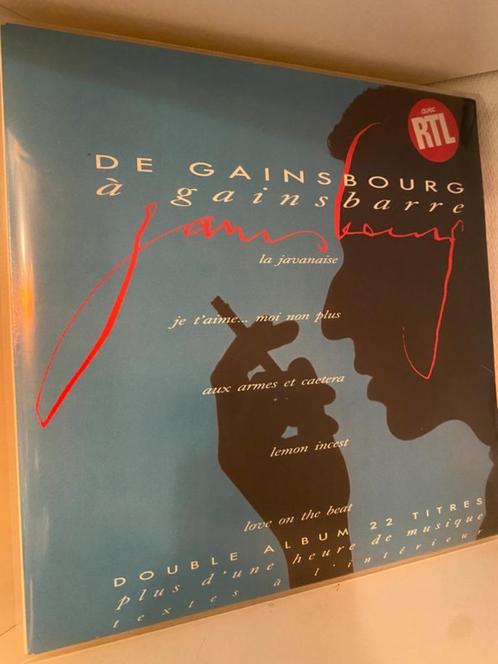 avec
RTL
DE GAINSBOURG
à gainsbarre
gainsbourg
la javanaise
je t'aime... moi non plus
aux armes et caetera
lemon incest
love on the beat
DOUBLE ALBUM 22 TITRES
plus d'une heure de musique
textes à l'intérieur